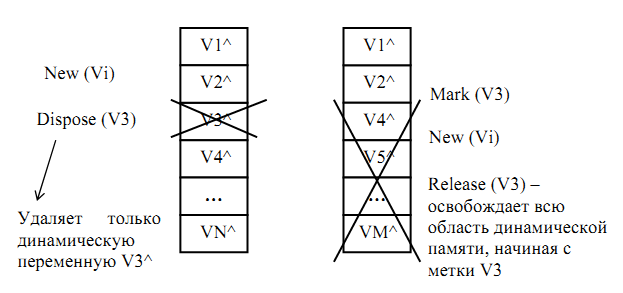 New (Vi)
Dispose (V3)
Удаляет только
динамическую
переменную V3^
V1^
V2^
V3^
V4^
...
VN^
V1^
V2^
V4^
V5^
...
VM^
Mark (V3)
New (Vi)
Release (V3) –
освобождает всю
область динамической
памяти, начиная с
метки V3